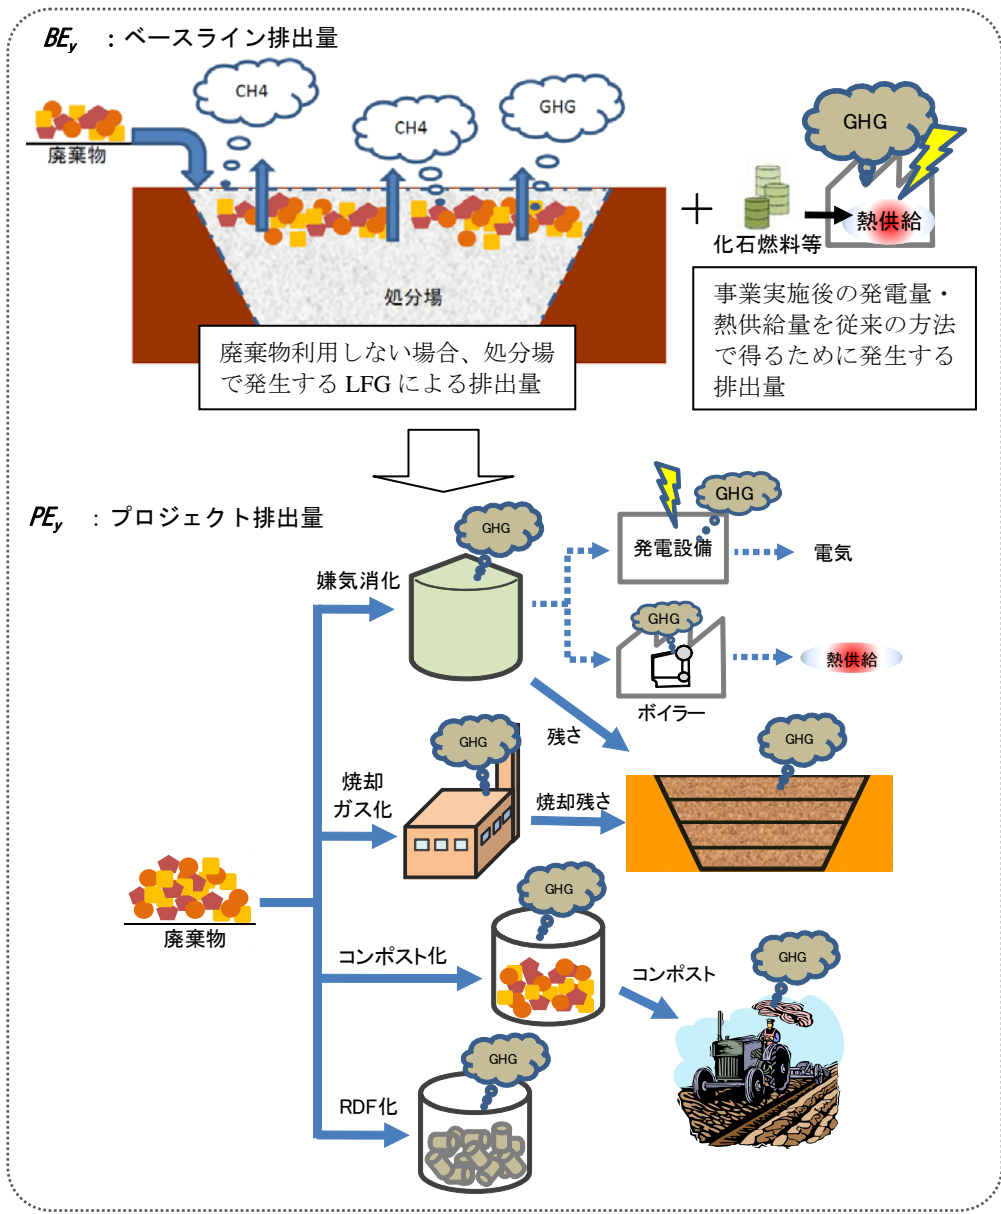 BEy ：ベースライン排出量
CH4
CH4
GHG
GHG
廃棄物
処分場
＋
化石燃料等
熱供給
廃棄物利用しない場合、処分場
で発生する LFG による排出量
事業実施後の発電量・
熱供給量を従来の方法
で得るために発生する
排出量
PEy ：プロジェクト排出量
嫌気消化
GHG
GHG
発電設備
電気
GHG
ボイラー
熱供給
残さ
焼却
ガス化
GHG
焼却残さ
GHG
廃棄物
コンポスト化
GHG
コンポスト
GHG
RDF化
GHG